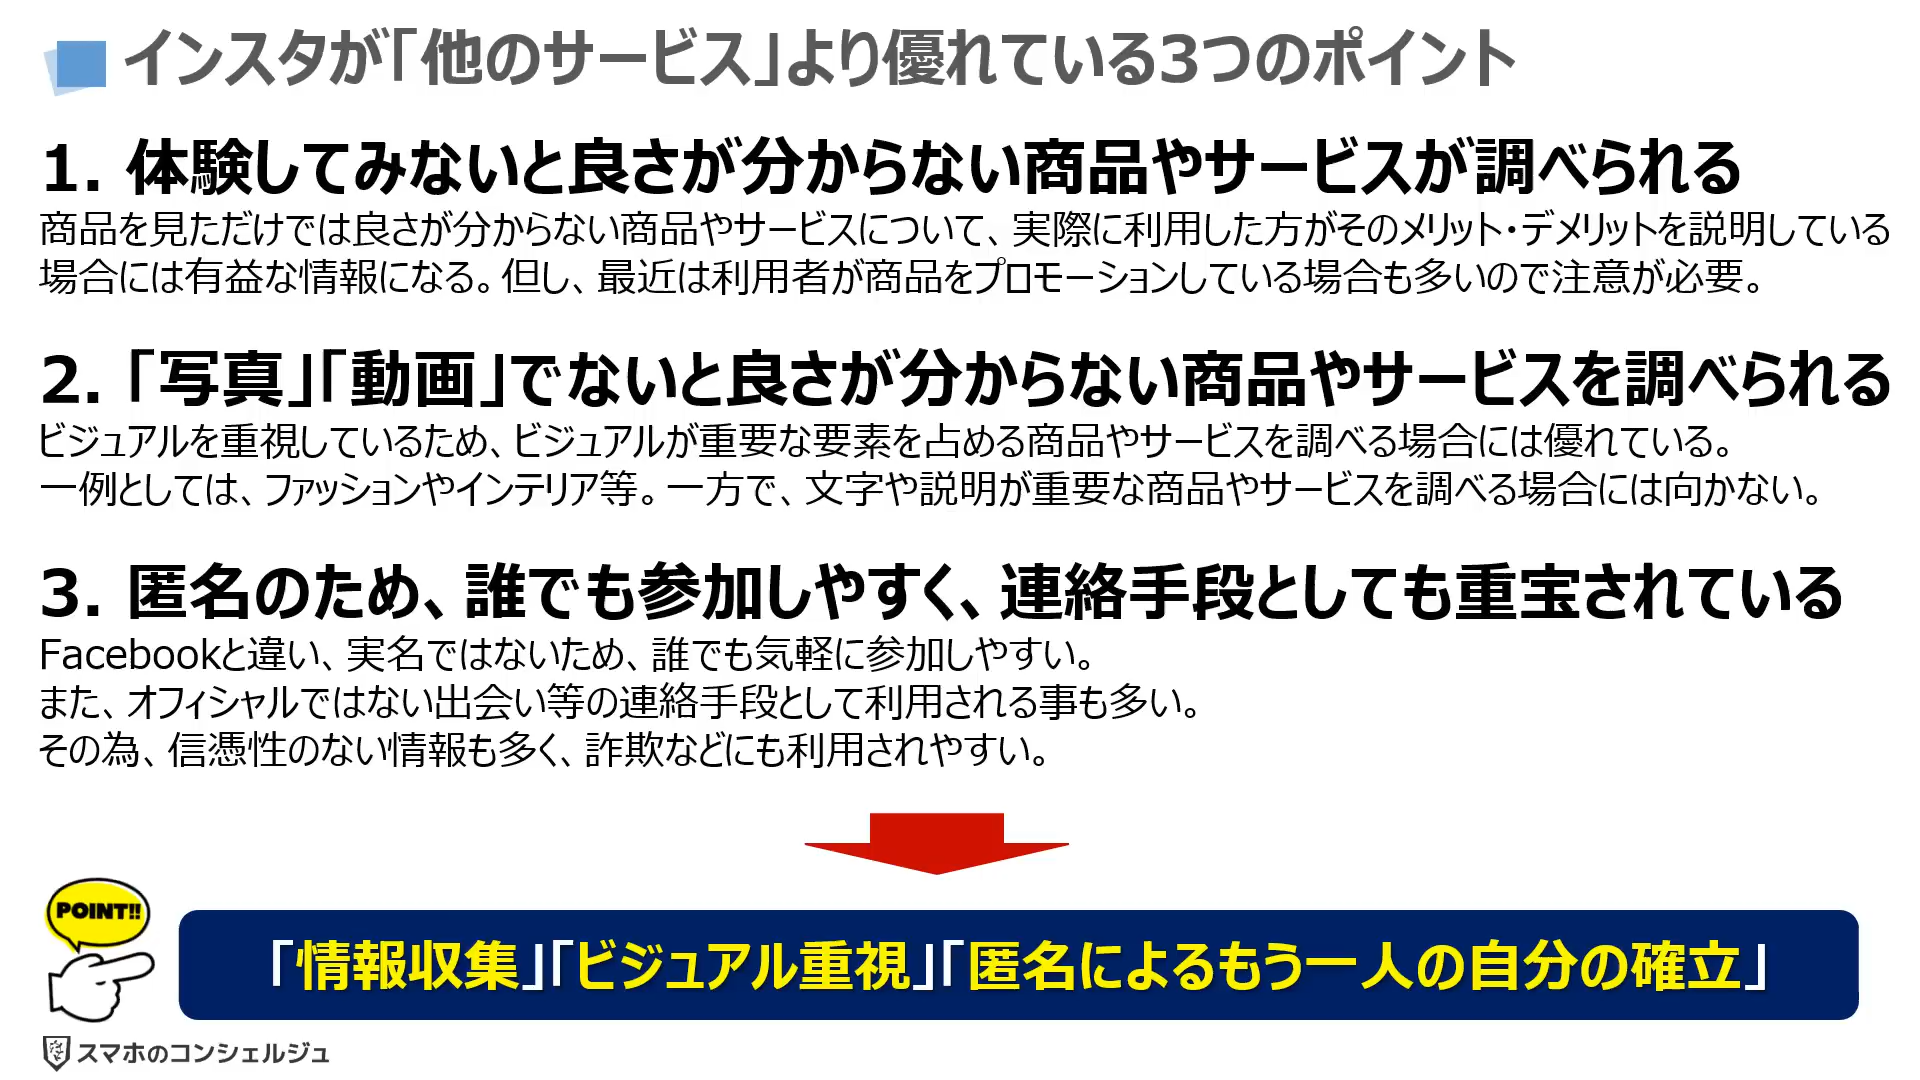 インスタが「他のサービス」より優れている3つのポイント
1. 体験してみないと良さが分からない商品やサービスが調べられる
商品を見ただけでは良さが分からない商品やサービスについて、実際に利用した方がそのメリット・デメリットを説明している
場合には有益な情報になる。但し、最近は利用者が商品をプロモーションしている場合も多いので注意が必要。
2. 「写真」「動画」でないと良さが分からない商品やサービスを調べられる
ビジュアルを重視しているため、ビジュアルが重要な要素を占める商品やサービスを調べる場合には優れている。
一例としては、ファッションやインテリア等。一方で、文字や説明が重要な商品やサービスを調べる場合には向かない。
3. 匿名のため、誰でも参加しやすく、連絡手段としても重宝されている
Facebookと違い、実名ではないため、誰でも気軽に参加しやすい。
また、オフィシャルではない出会い等の連絡手段として利用される事も多い。
その為、信憑性のない情報も多く、詐欺などにも利用されやすい。
POINT!!
「情報収集」「ビジュアル重視」「匿名によるもう一人の自分の確立」
スマホのコンシェルジュ